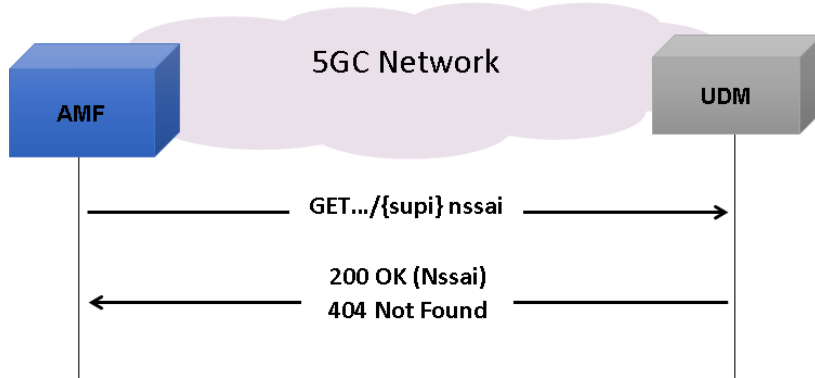 5GC Network
AMF
UDM
GET.../{supi} nssai
200 OK (Nssai)
404 Not Found